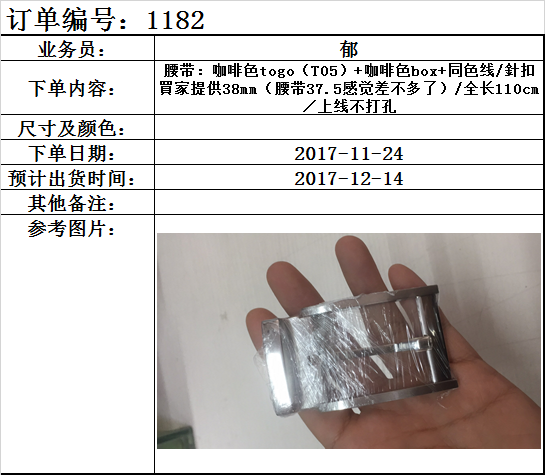 订单编号：1182
业务员： 郁
下单内容： 腰带：咖啡色togo（T05）+咖啡色box+同色线/針扣
買家提供38mm（腰带37.5感觉差不多了）/全长110cm
／上线不打孔
尺寸及颜色：
下单日期： 2017-11-24
预计出货时间： 2017-12-14
其他备注：
参考图片：